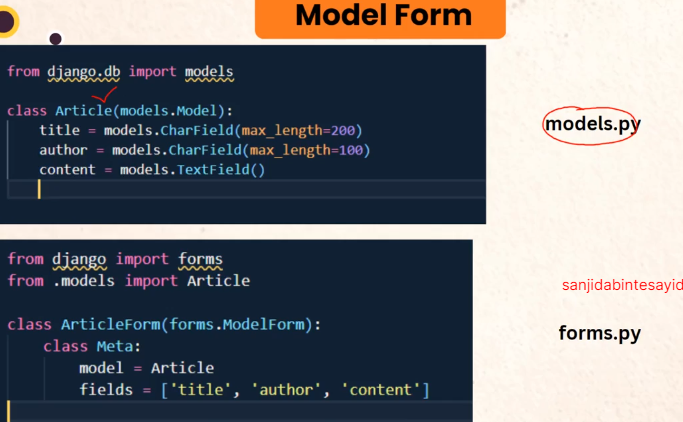 Model Form
from django.db import models
class Article(models.Model):
    title = models.CharField(max_length=200)
    author = models.CharField(max_length=100)
    content = models.TextField()
models.py
from django import forms
from .models import Article
class ArticleForm(forms.ModelForm):
    class Meta:
        model = Article
        fields = ['title', 'author', 'content']
sanjidabintesayid
forms.py